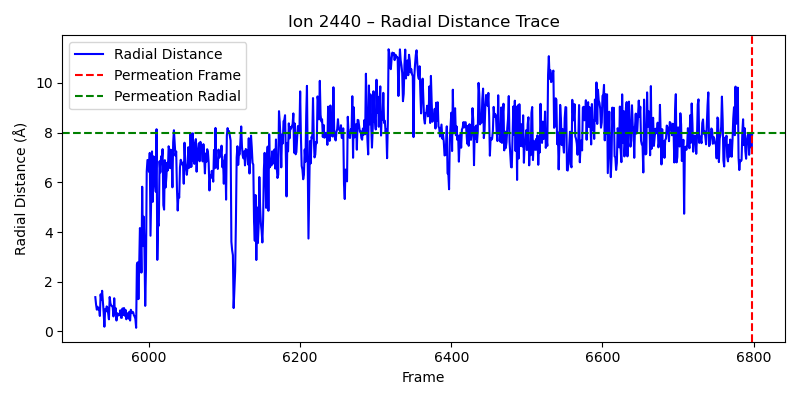 Ion 2440 – Radial Distance Trace
Radial Distance
Permeation Frame
Permeation Radial
Radial Distance (Å)
10
8
6
4
2
0
6000 6200 6400 6600 6800
Frame